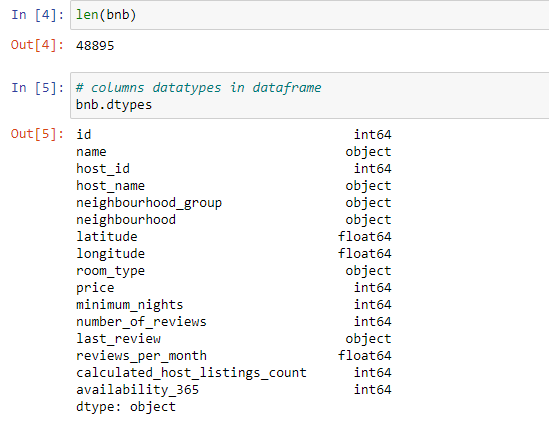 In [4]: len(bnb)
Out[4]: 48895
In [5]: # columns datatypes in dataframe
bnb.dtypes
Out[5]: id int64
name object
host_id int64
host_name object
neighbourhood_group object
neighbourhood object
latitude float64
longitude float64
room_type object
price int64
minimum_nights int64
number_of_reviews int64
last_review object
reviews_per_month float64
calculated_host_listings_count int64
availability_365 int64
dtype: object